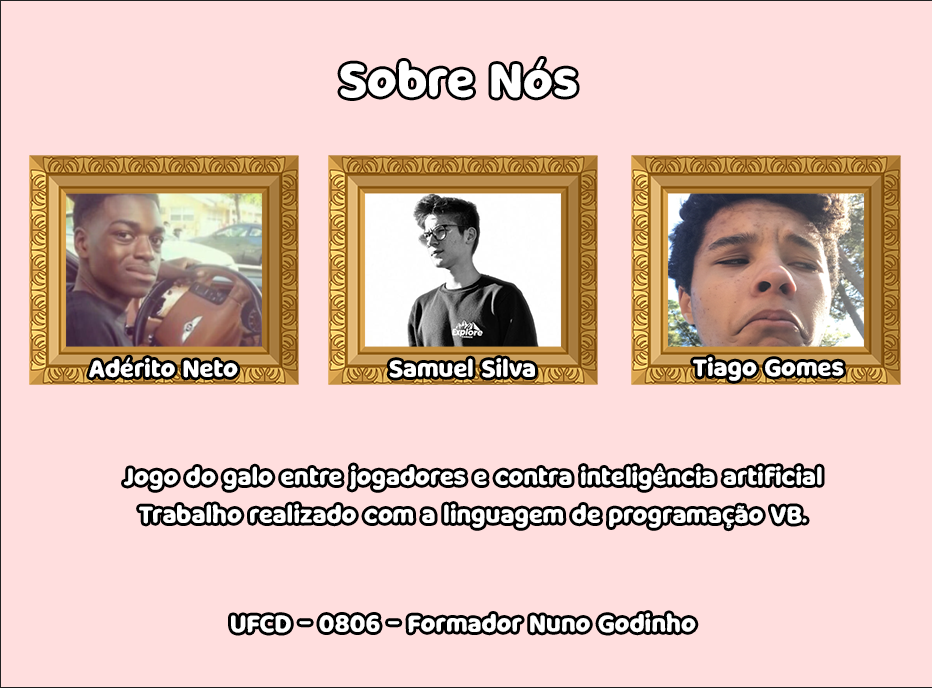 Sobre Nós
Explore
Adérito Neto
Samuel Silva
Tiago Gomes
Jogo do galo entre jogadores e contra inteligência artificial
Trabalho realizado com a linguagem de programação VB.
UFCD - 0806 - Formador Nuno Godinho